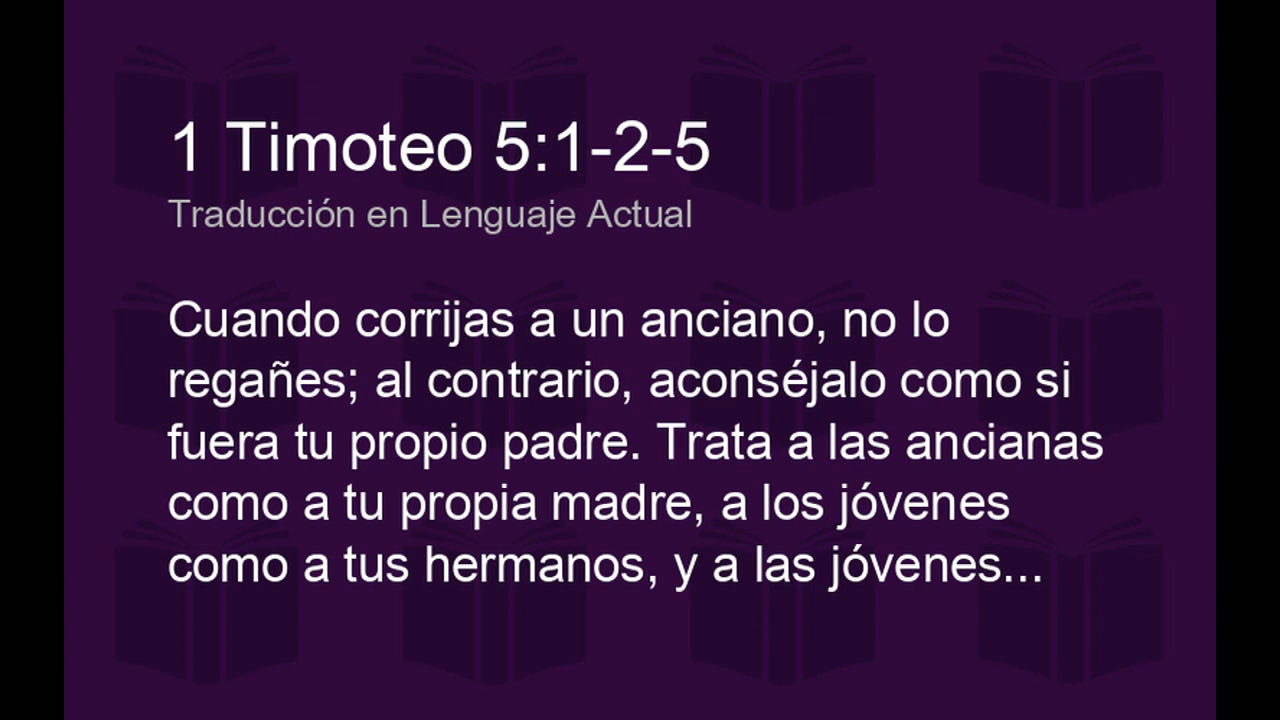 1 Timoteo 5:1-2-5
Traducción en Lenguaje Actual
Cuando corrijas a un anciano, no lo
regañes; al contrario, aconséjalo como si
fuera tu propio padre. Trata a las ancianas
como a tu propia madre, a los jóvenes
como a tus hermanos, y a las jóvenes...